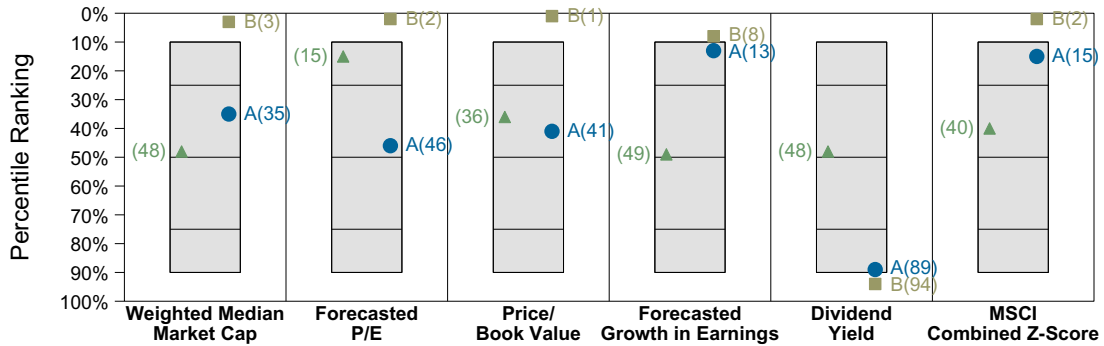 Percentile Ranking
0%
10%
20%
30%
40%
50%
60%
70%
80%
90%
100%
B(3)
A(35)
(48)
B(2)
(15)
A(46)
B(1)
(36)
A(41)
B(8)
A(13)
(49)
(48)
A(89)
B(94)
B(2)
A(15)
(40)
Weighted Median
Market Cap
Forecasted
P/E
Price/
Book Value
Forecasted
Growth in Earnings
Dividend
Yield
MSCI
Combined Z-Score